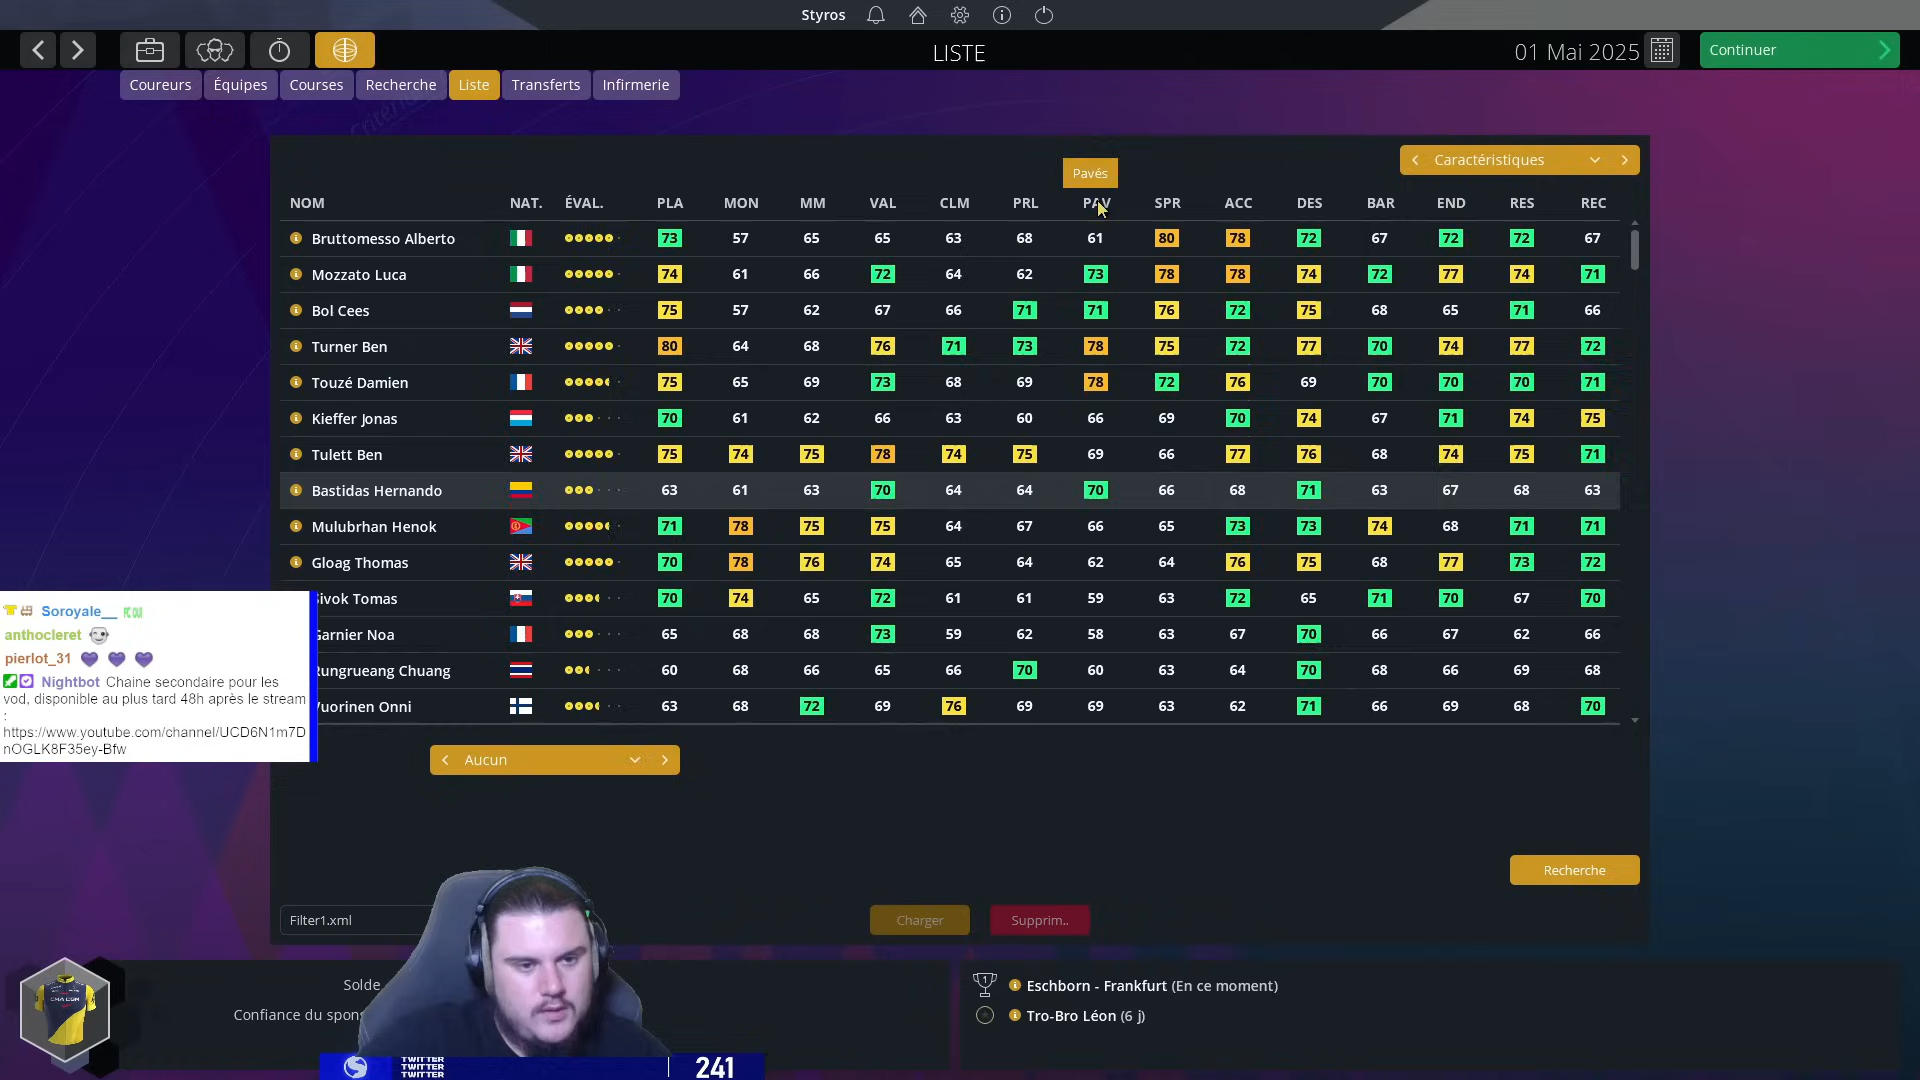 Styros
LISTE
01 Mai 2025
Continuer
Coureurs
Équipes
Courses
Recherche
Liste
Transferts
Infirmerie
Caractéristiques
Pavés
NOM NAT. ÉVAL. PLA MON MM VAL CLM PRL PAV SPR ACC DES BAR END RES REC
Bruttomesso Alberto 73 57 65 65 63 68 61 80 78 72 67 72 72 67
Mozzato Luca 74 61 66 72 64 62 73 78 78 74 72 77 74 71
Bol Cees 75 57 62 67 66 71 71 76 72 75 68 65 71 66
Turner Ben 80 64 68 76 71 73 78 75 72 77 70 74 77 72
Touzé Damien 75 65 69 73 68 69 78 72 76 69 70 70 70 71
Kieffer Jonas 70 61 62 66 63 60 66 69 70 74 67 71 74 75
Tulett Ben 75 74 75 78 74 75 69 66 77 76 68 74 75 71
Bastidas Hernando 63 61 63 70 64 64 70 66 68 71 63 67 68 63
Mulubrhan Henok 71 78 75 75 64 67 66 65 73 73 74 68 71 71
Gloag Thomas 70 78 76 74 65 64 62 64 76 75 68 77 73 72
Sivok Tomas 70 74 65 72 61 61 59 63 72 65 71 70 67 70
Garnier Noa 65 68 68 73 59 62 58 63 67 70 66 67 62 66
Rungrueang Chuang 60 68 66 65 66 70 60 63 64 70 68 66 69 68
Vuorinen Onni 63 68 72 69 76 69 69 63 62 71 66 69 68 70
Soroyale__
anthocleret
pierlot_31
Nightbot Chaine secondaire pour les
vod, disponible au plus tard 48h après le stream
:
https://www.youtube.com/channel/UCD6N1m7D
nOGLK8F35ey-Bfw
Aucun
Recherche
Filter1.xml
Charger
Supprim..
Solde
Confiance du spons
Eschborn - Frankfurt (En ce moment)
Tro-Bro Léon (6 j)
TWITTER
TWITTER
TWITTER
241